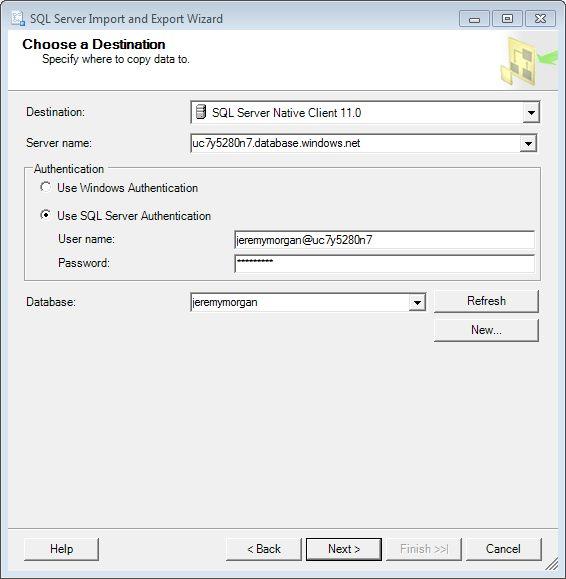 SQL Server Import and Export Wizard
Choose a Destination
Specify where to copy data to.
Destination:
SQL Server Native Client 11.0
Server name:
uc7y5280n7.database.windows.net
Authentication
Use Windows Authentication
Use SQL Server Authentication
User name:
jeremymorgan@uc7y5280n7
Password:
*********
Database:
jeremymorgan
Refresh
New...
Help
< Back
Next >
Finish >>|
Cancel